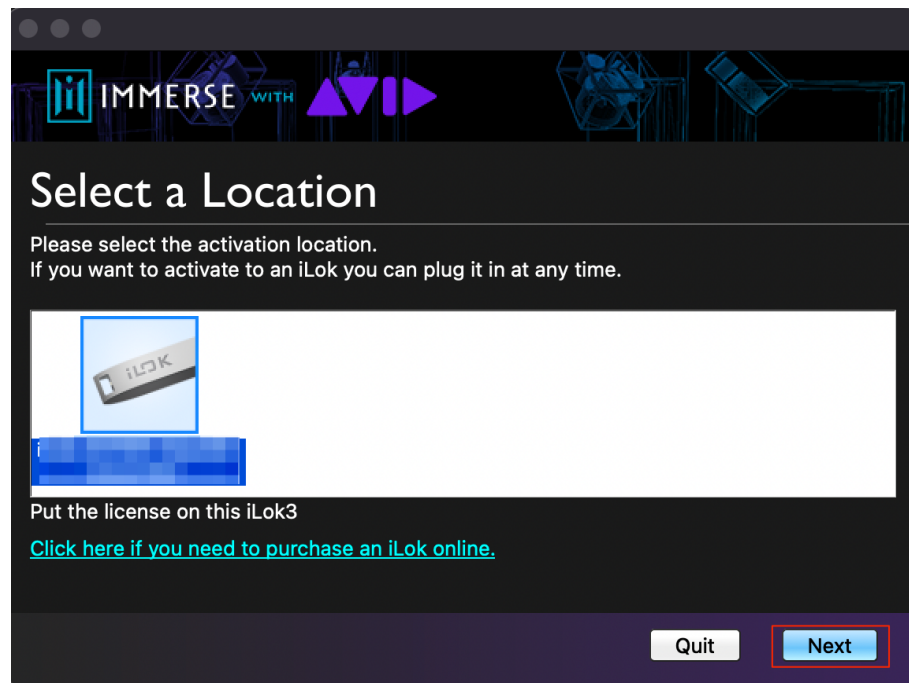 IMMERSE WITH AVID
Select a Location
Please select the activation location.
If you want to activate to an iLok you can plug it in at any time.
iLOK
Put the license on this iLok3
Click here if you need to purchase an iLok online.
Quit
Next